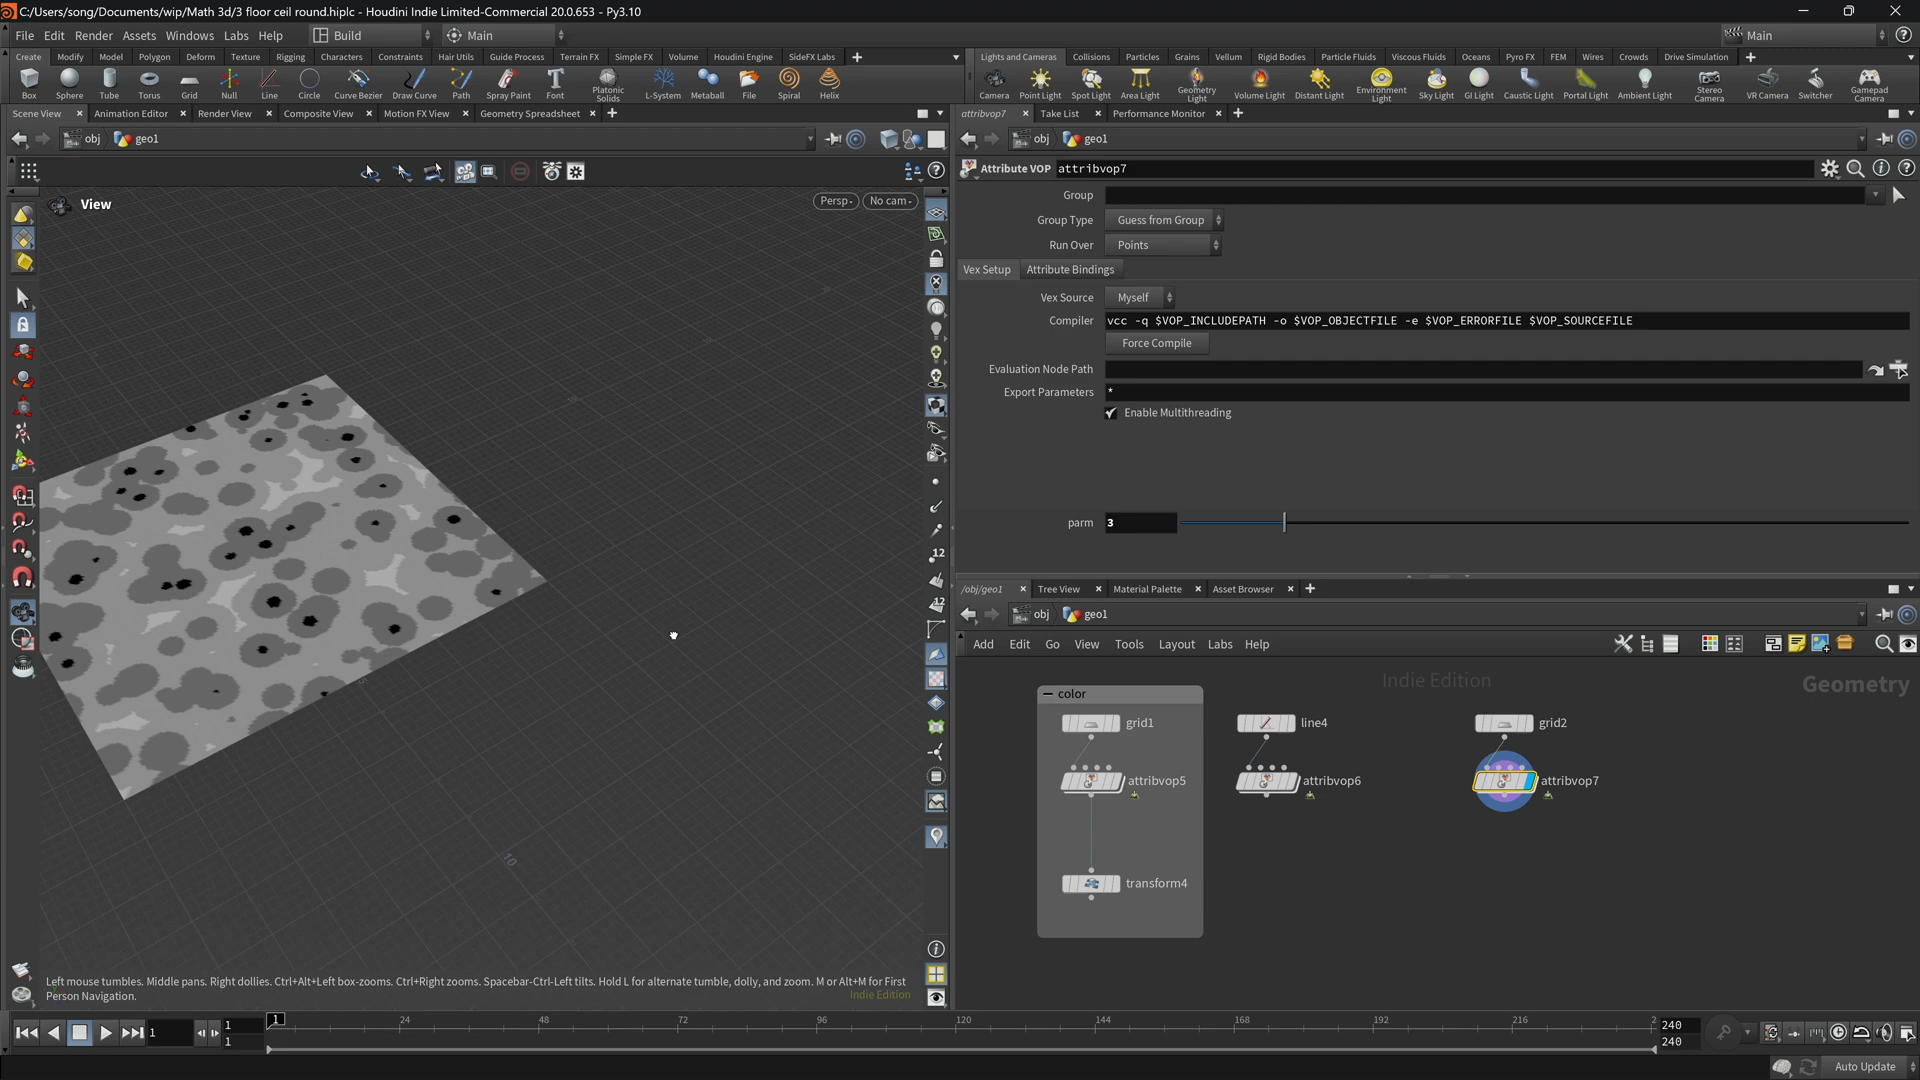 C:/Users/song/Documents/wip/Math 3d/3 floor ceil round.hiplc - Houdini Indie Limited-Commercial 20.0.653 - Py3.10
File Edit Render Assets Windows Labs Help Build Main Main
Create Modify Model Polygon Deform Texture Rigging Characters Constraints Hair Utils Guide Process Terrain FX Simple FX Volume Houdini Engine SideFX Labs
Lights and Cameras Collisions Particles Grains Vellum Rigid Bodies Particle Fluids Viscous Fluids Oceans Pyro FX FEM Wires Crowds Drive Simulation
Box Sphere Tube Torus Grid Null Line Circle Curve Bezier Draw Curve Path Spray Paint Font Platonic Solids L-System Metaball File Spiral Helix
Camera Point Light Spot Light Area Light Geometry Light Volume Light Distant Light Environment Light Sky Light GI Light Caustic Light Portal Light Ambient Light Stereo Camera VR Camera Switcher Gamepad Camera
Scene View Animation Editor Render View Composite View Motion FX View Geometry Spreadsheet
obj geo1
View
Persp No cam
12
12
10
Left mouse tumbles. Middle pans. Right dollies. Ctrl+Alt+Left box-zooms. Ctrl+Right zooms. Spacebar-Ctrl-Left tilts. Hold L for alternate tumble, dolly, and zoom. M or Alt+M for First
Person Navigation.
Indie Edition
attribvop7 Take List Performance Monitor
obj geo1
Attribute VOP attribvop7
Group
Group Type Guess from Group
Run Over Points
Vex Setup Attribute Bindings
Vex Source Myself
Compiler vcc -q $VOP_INCLUDEPATH -o $VOP_OBJECTFILE -e $VOP_ERRORFILE $VOP_SOURCEFILE
Force Compile
Evaluation Node Path
Export Parameters *
Enable Multithreading
parm 3
/obj/geo1 Tree View Material Palette Asset Browser
obj geo1
Add Edit Go View Tools Layout Labs Help
Indie Edition
Geometry
color
grid1 line4 grid2
attribvop5 attribvop6 attribvop7
transform4
1 1 1 1 24 48 72 96 120 144 168 192 216 2 240 240
Auto Update